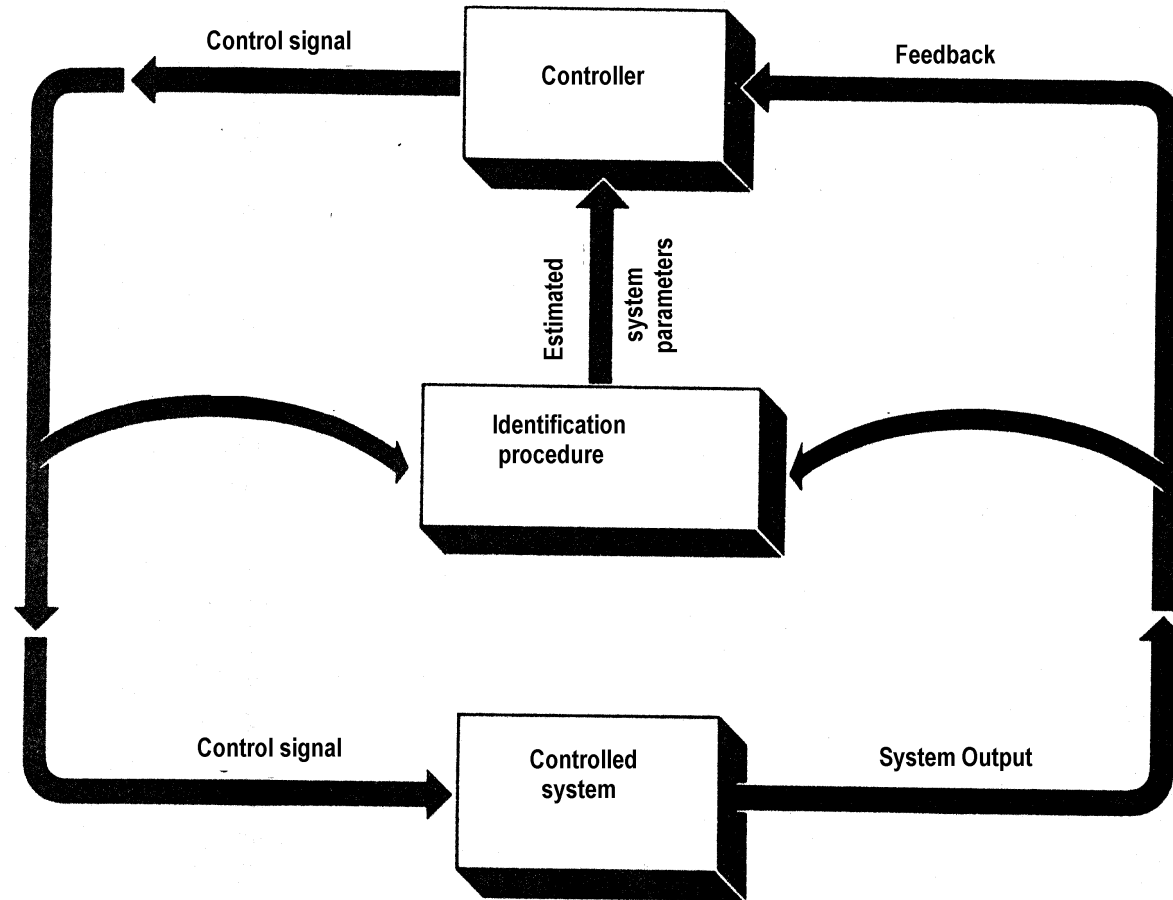 Control signal
Controller
Feedback
Estimated
system
parameters
Identification
procedure
Control signal
Controlled
system
System Output